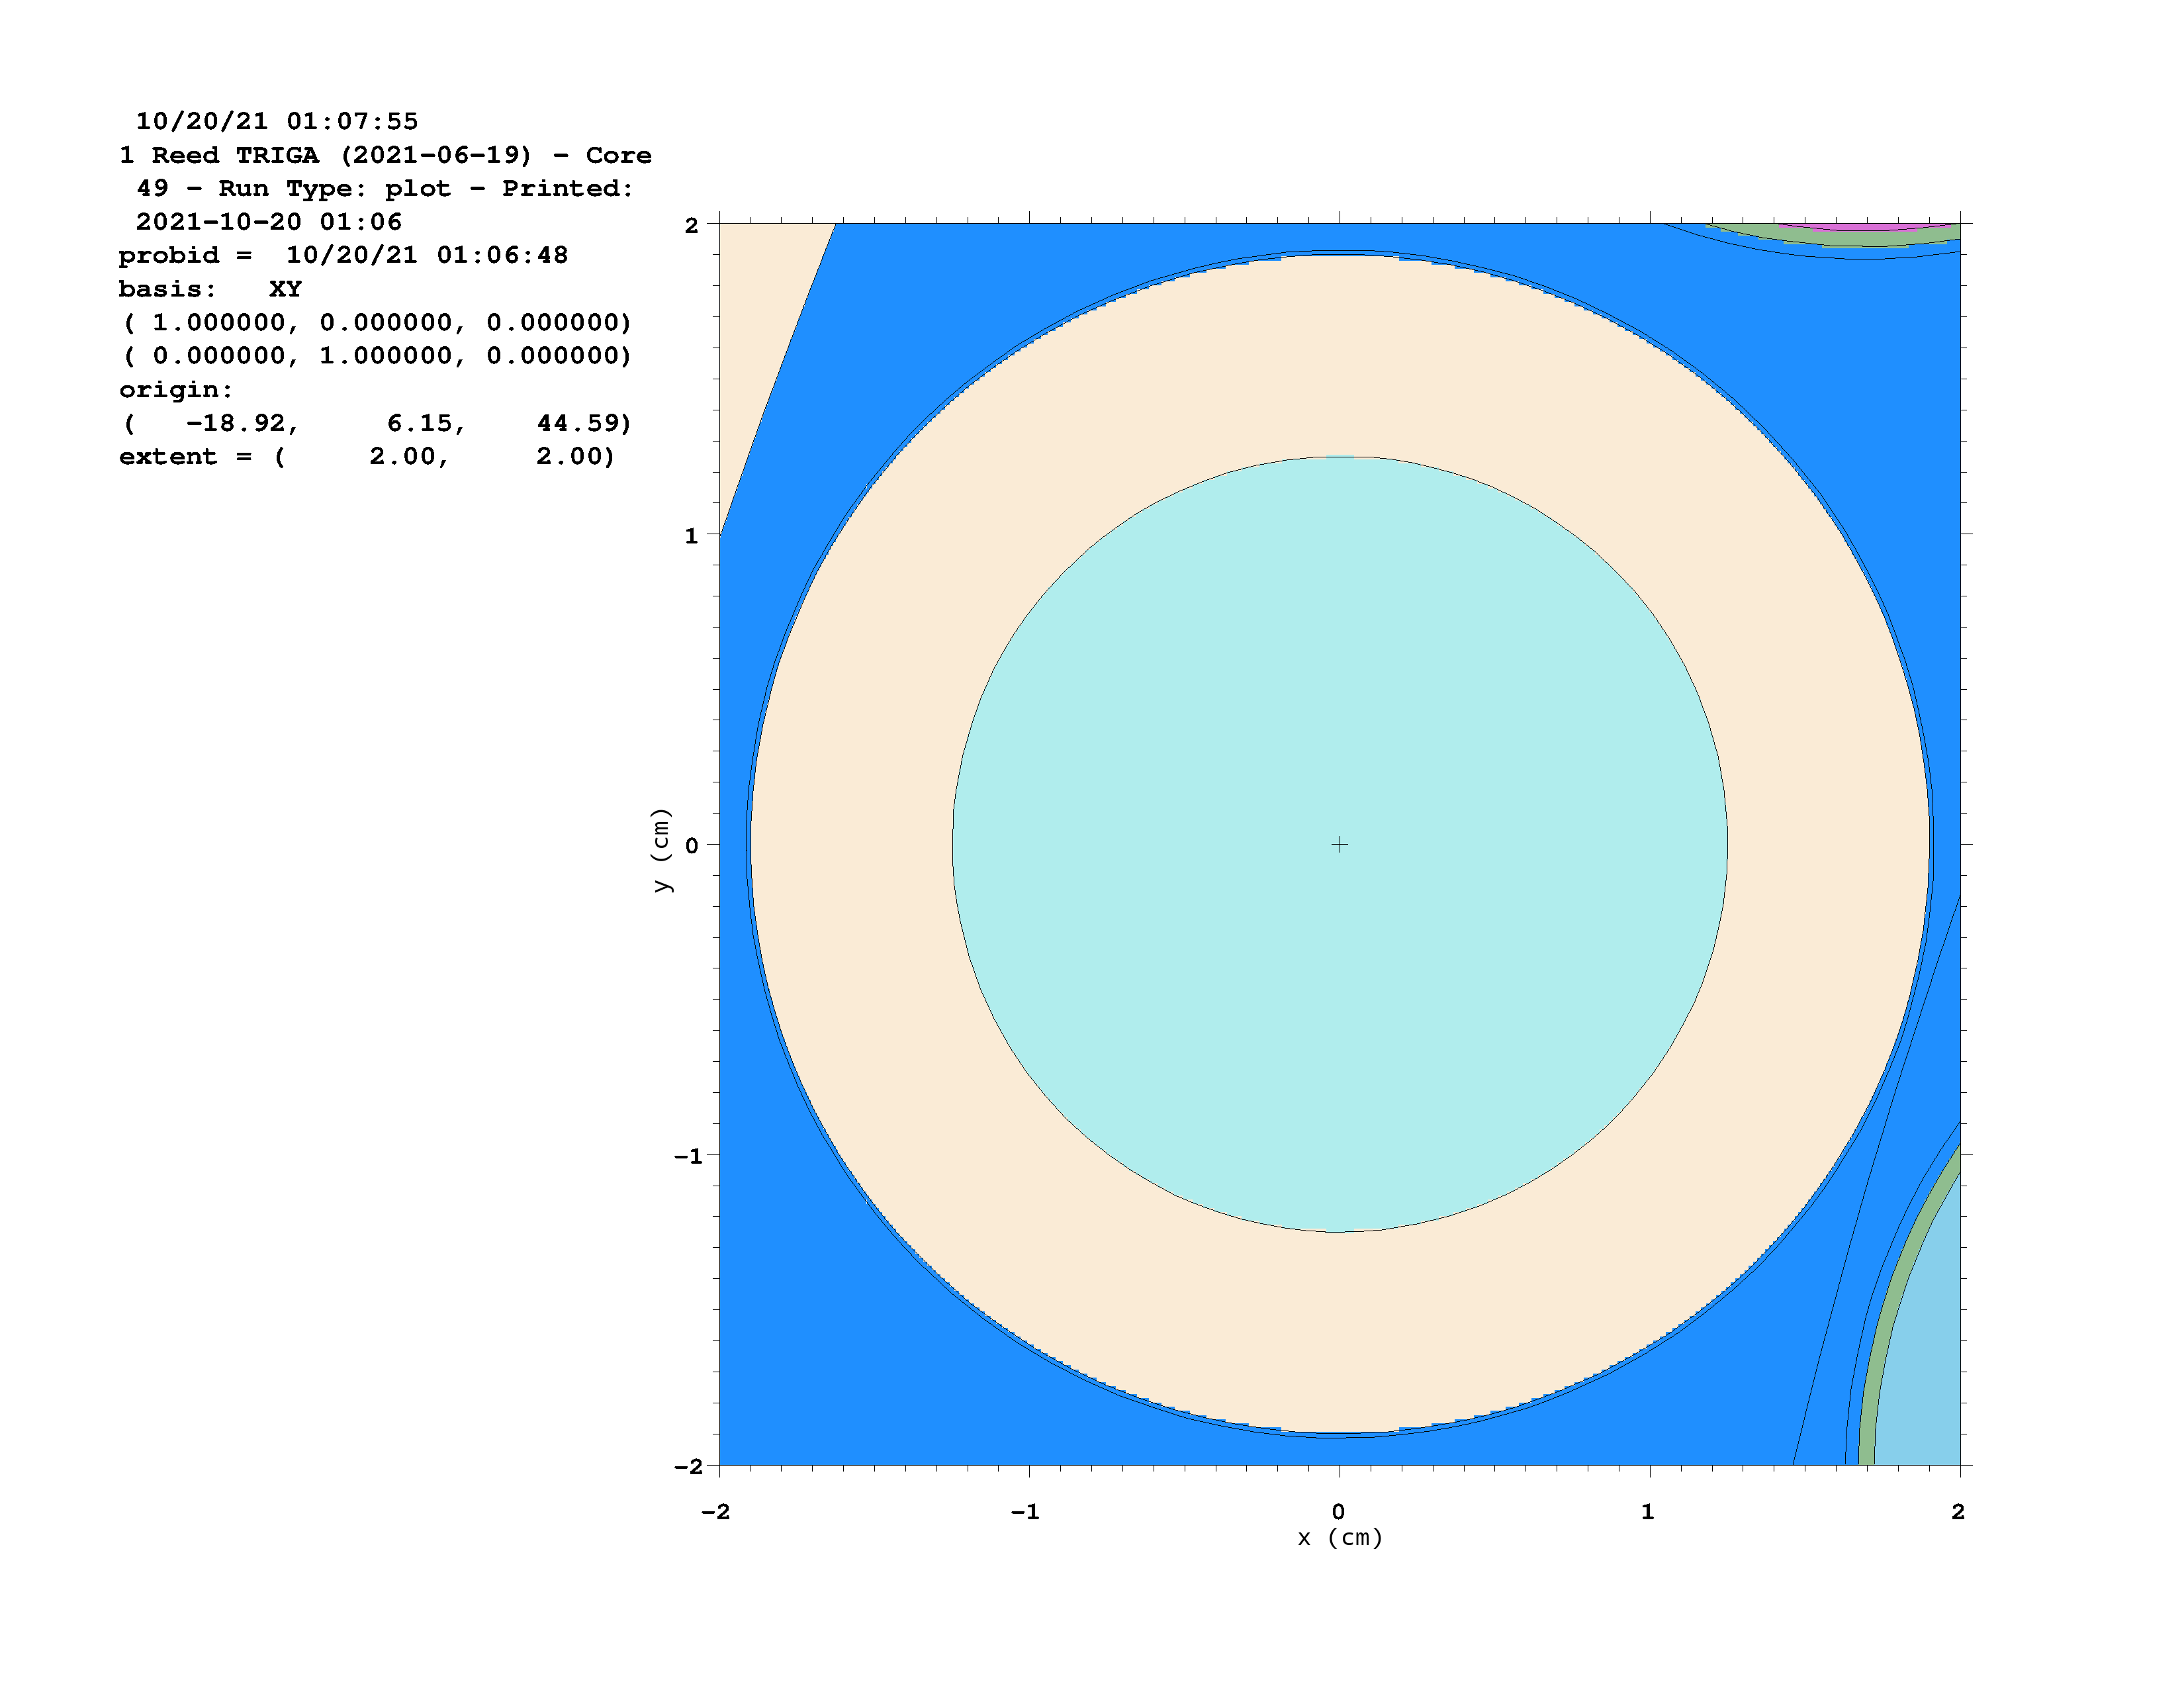 10/20/21 01:07:55
1 Reed TRIGA (2021-06-19) - Core
49 - Run Type: plot - Printed:
2021-10-20 01:06
probid =  10/20/21 01:06:48
basis:   XY
( 1.000000, 0.000000, 0.000000)
( 0.000000, 1.000000, 0.000000)
origin:
(   -18.92,     6.15,    44.59)
extent = (     2.00,     2.00)
2
1
0
-1
-2
y (cm)
-2 -1 0 1 2
x (cm)